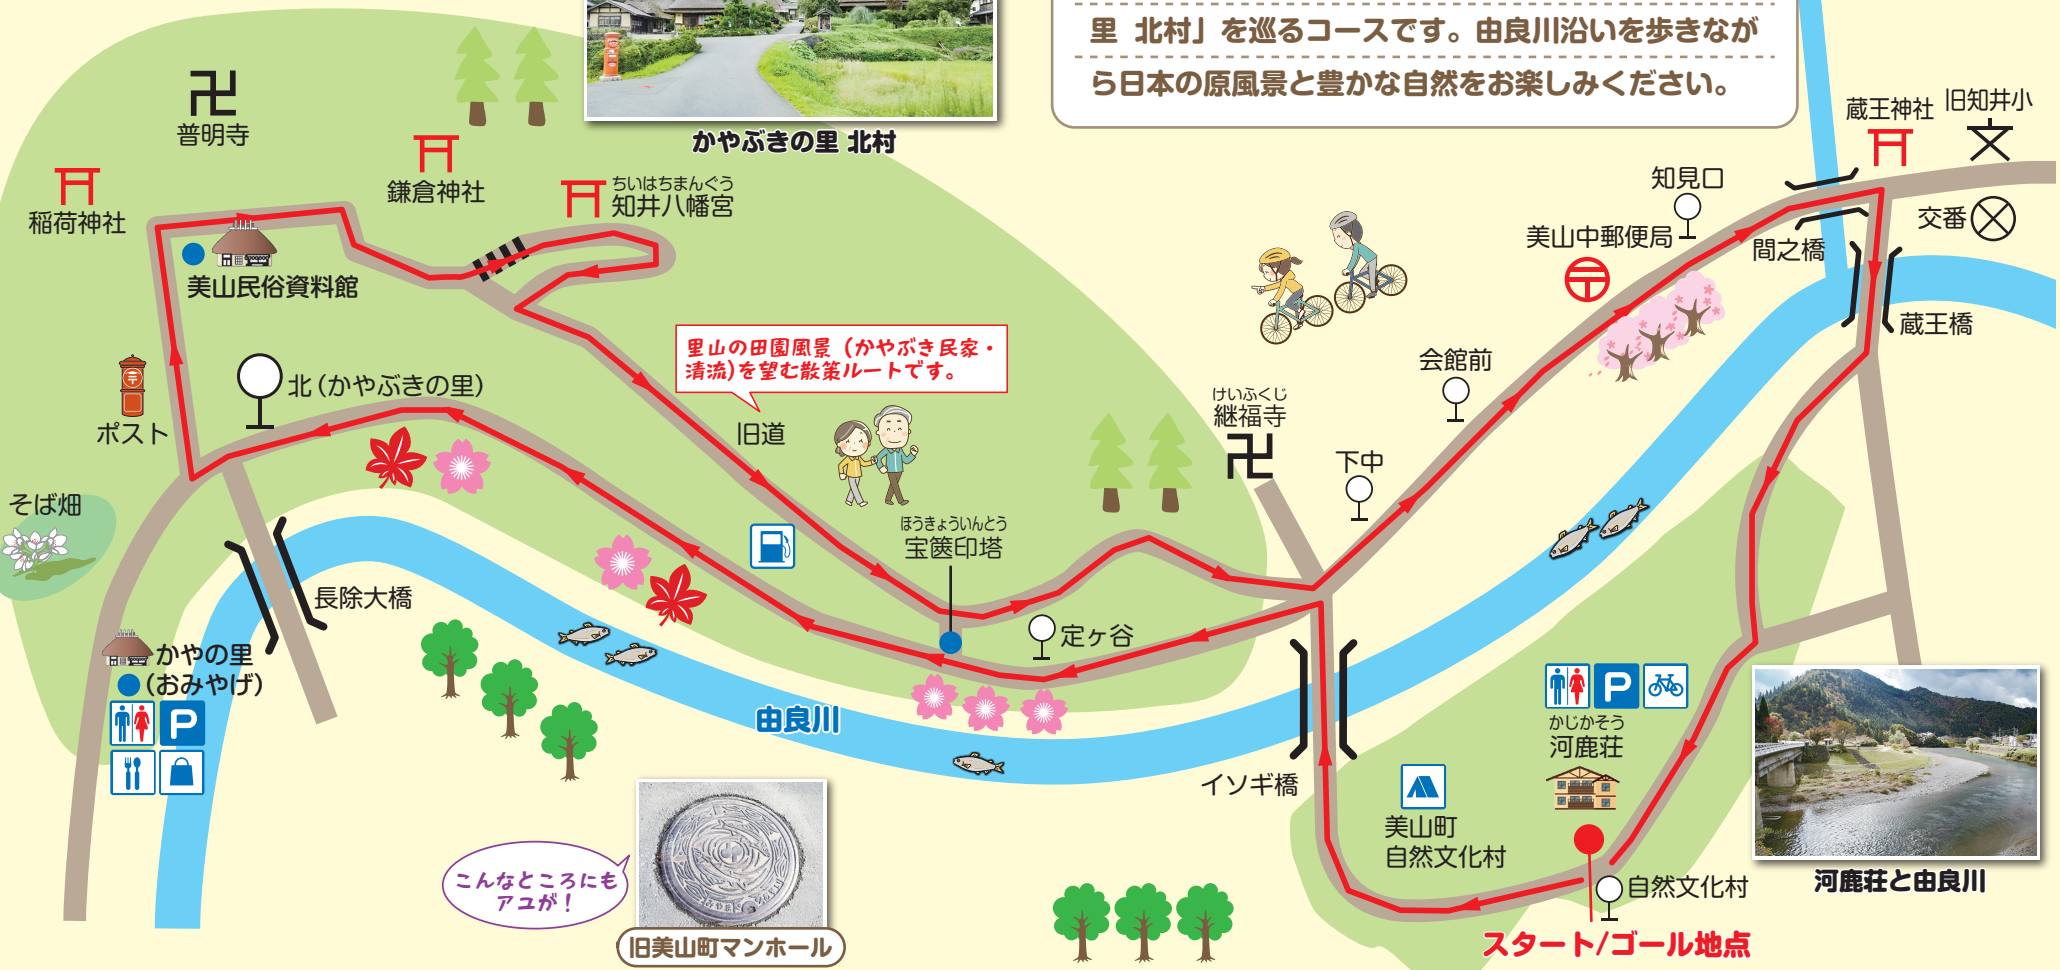 里 北村」を巡るコースです。由良川沿いを歩きなが
ら日本の原風景と豊かな自然をお楽しみください。
かやぶきの里 北村
普明寺
稲荷神社
鎌倉神社
ちいはちまんぐう
知井八幡宮
美山民俗資料館
ポスト
北(かやぶきの里)
里山の田園風景(かやぶき民家・
清流)を望む散策ルートです。
旧道
そば畑
長除大橋
かやの里
(おみやげ)
P
ほうきょういんとう
宝篋印塔
定ヶ谷
由良川
こんなところにも
アユが!
旧美山町マンホール
けいふくじ
継福寺
下中
会館前
美山中郵便局
知見口
間之橋
蔵王神社
旧知井小
交番
蔵王橋
イソギ橋
美山町
自然文化村
P
かじかそう
河鹿荘
自然文化村
スタート/ゴール地点
河鹿荘と由良川